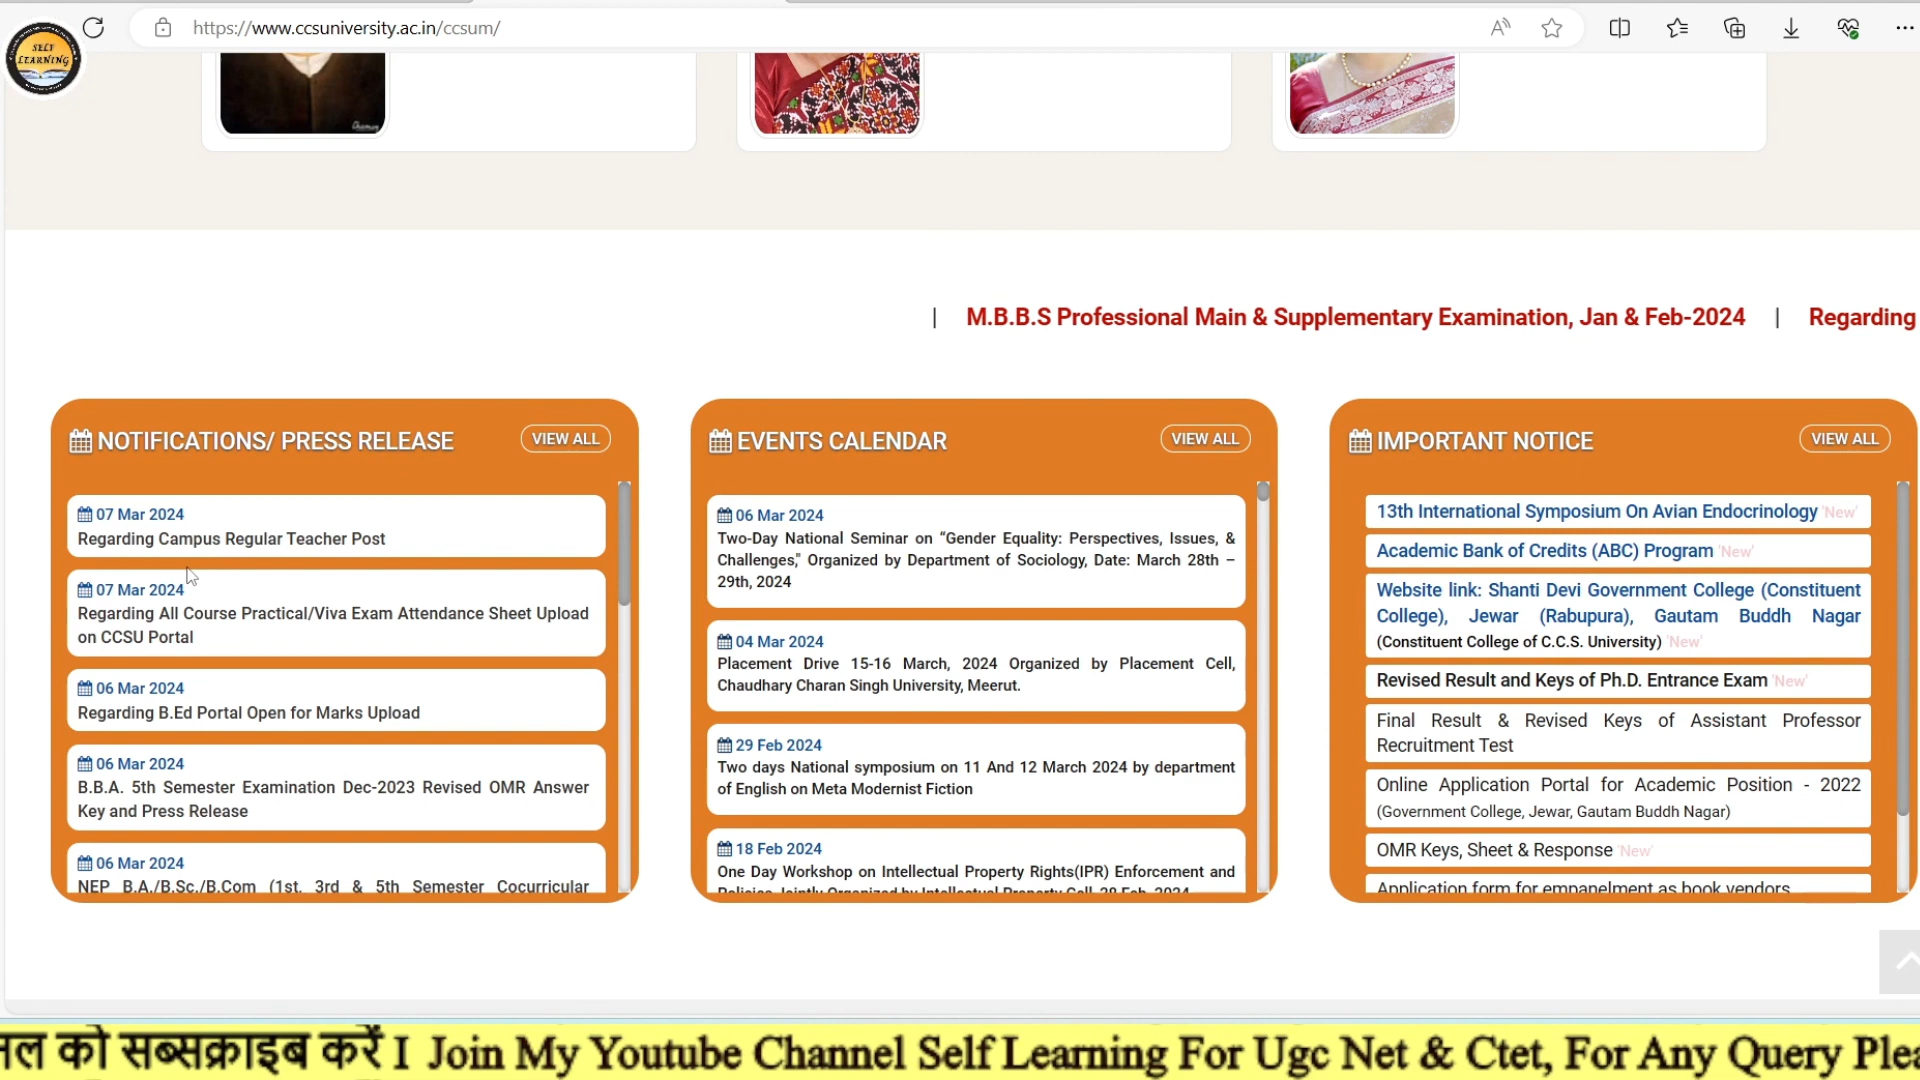 SELF
LEARNING
https://www.ccsuniversity.ac.in/ccsum/
| M.B.B.S Professional Main & Supplementary Examination, Jan & Feb-2024 | Regarding
NOTIFICATIONS/ PRESS RELEASE
VIEW ALL
07 Mar 2024
Regarding Campus Regular Teacher Post
07 Mar 2024
Regarding All Course Practical/Viva Exam Attendance Sheet Upload
on CCSU Portal
06 Mar 2024
Regarding B.Ed Portal Open for Marks Upload
06 Mar 2024
B.B.A. 5th Semester Examination Dec-2023 Revised OMR Answer
Key and Press Release
06 Mar 2024
NEP B.A./B.Sc./B.Com (1st, 3rd & 5th Semester Cocurricular
EVENTS CALENDAR
VIEW ALL
06 Mar 2024
Two-Day National Seminar on “Gender Equality: Perspectives, Issues, &
Challenges," Organized by Department of Sociology, Date: March 28th –
29th, 2024
04 Mar 2024
Placement Drive 15-16 March, 2024 Organized by Placement Cell,
Chaudhary Charan Singh University, Meerut.
29 Feb 2024
Two days National symposium on 11 And 12 March 2024 by department
of English on Meta Modernist Fiction
18 Feb 2024
One Day Workshop on Intellectual Property Rights(IPR) Enforcement and
Policies Jointly Organized by Intellectual Property Cell, 28 Feb, 2024
IMPORTANT NOTICE
VIEW ALL
13th International Symposium On Avian Endocrinology 'New'
Academic Bank of Credits (ABC) Program 'New'
Website link: Shanti Devi Government College (Constituent
College), Jewar (Rabupura), Gautam Buddh Nagar
(Constituent College of C.C.S. University) 'New'
Revised Result and Keys of Ph.D. Entrance Exam 'New'
Final Result & Revised Keys of Assistant Professor
Recruitment Test
Online Application Portal for Academic Position - 2022
(Government College, Jewar, Gautam Buddh Nagar)
OMR Keys, Sheet & Response 'New'
Application form for empanelment as book vendors
को सब्सक्राइब करें I Join My Youtube Channel Self Learning For Ugc Net & Ctet, For Any Query